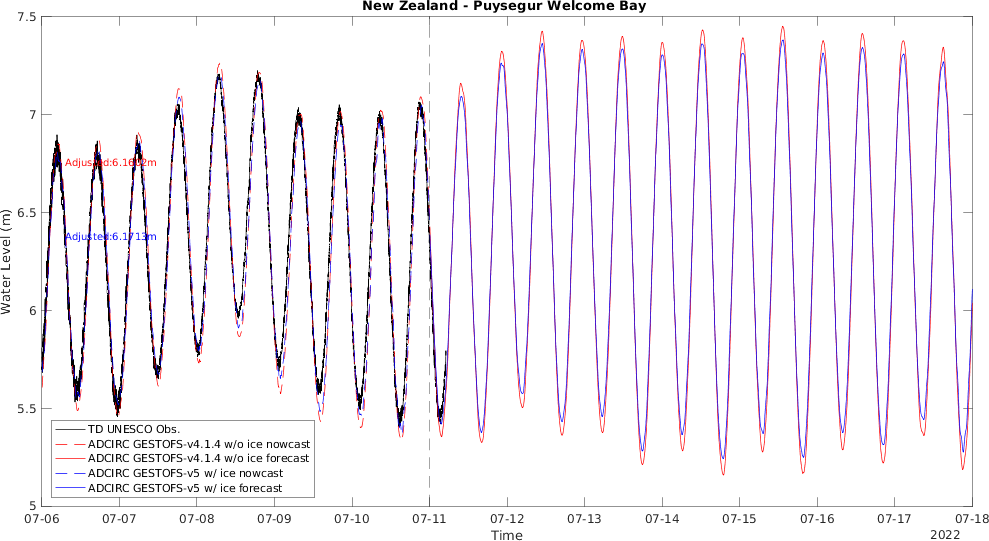 New Zealand - Puysegur Welcome Bay
7.5
7
6.5
6
5.5
5
Water Level (m)
Adjusted:6.1602m
Adjusted:6.1713m
TD UNESCO Obs.
ADCIRC GESTOFS-v4.1.4 w/o ice nowcast
ADCIRC GESTOFS-v4.1.4 w/o ice forecast
ADCIRC GESTOFS-v5 w/ ice nowcast
ADCIRC GESTOFS-v5 w/ ice forecast
07-06 07-07 07-08 07-09 07-10 07-11 07-12 07-13 07-14 07-15 07-16 07-17 07-18
Time
2022